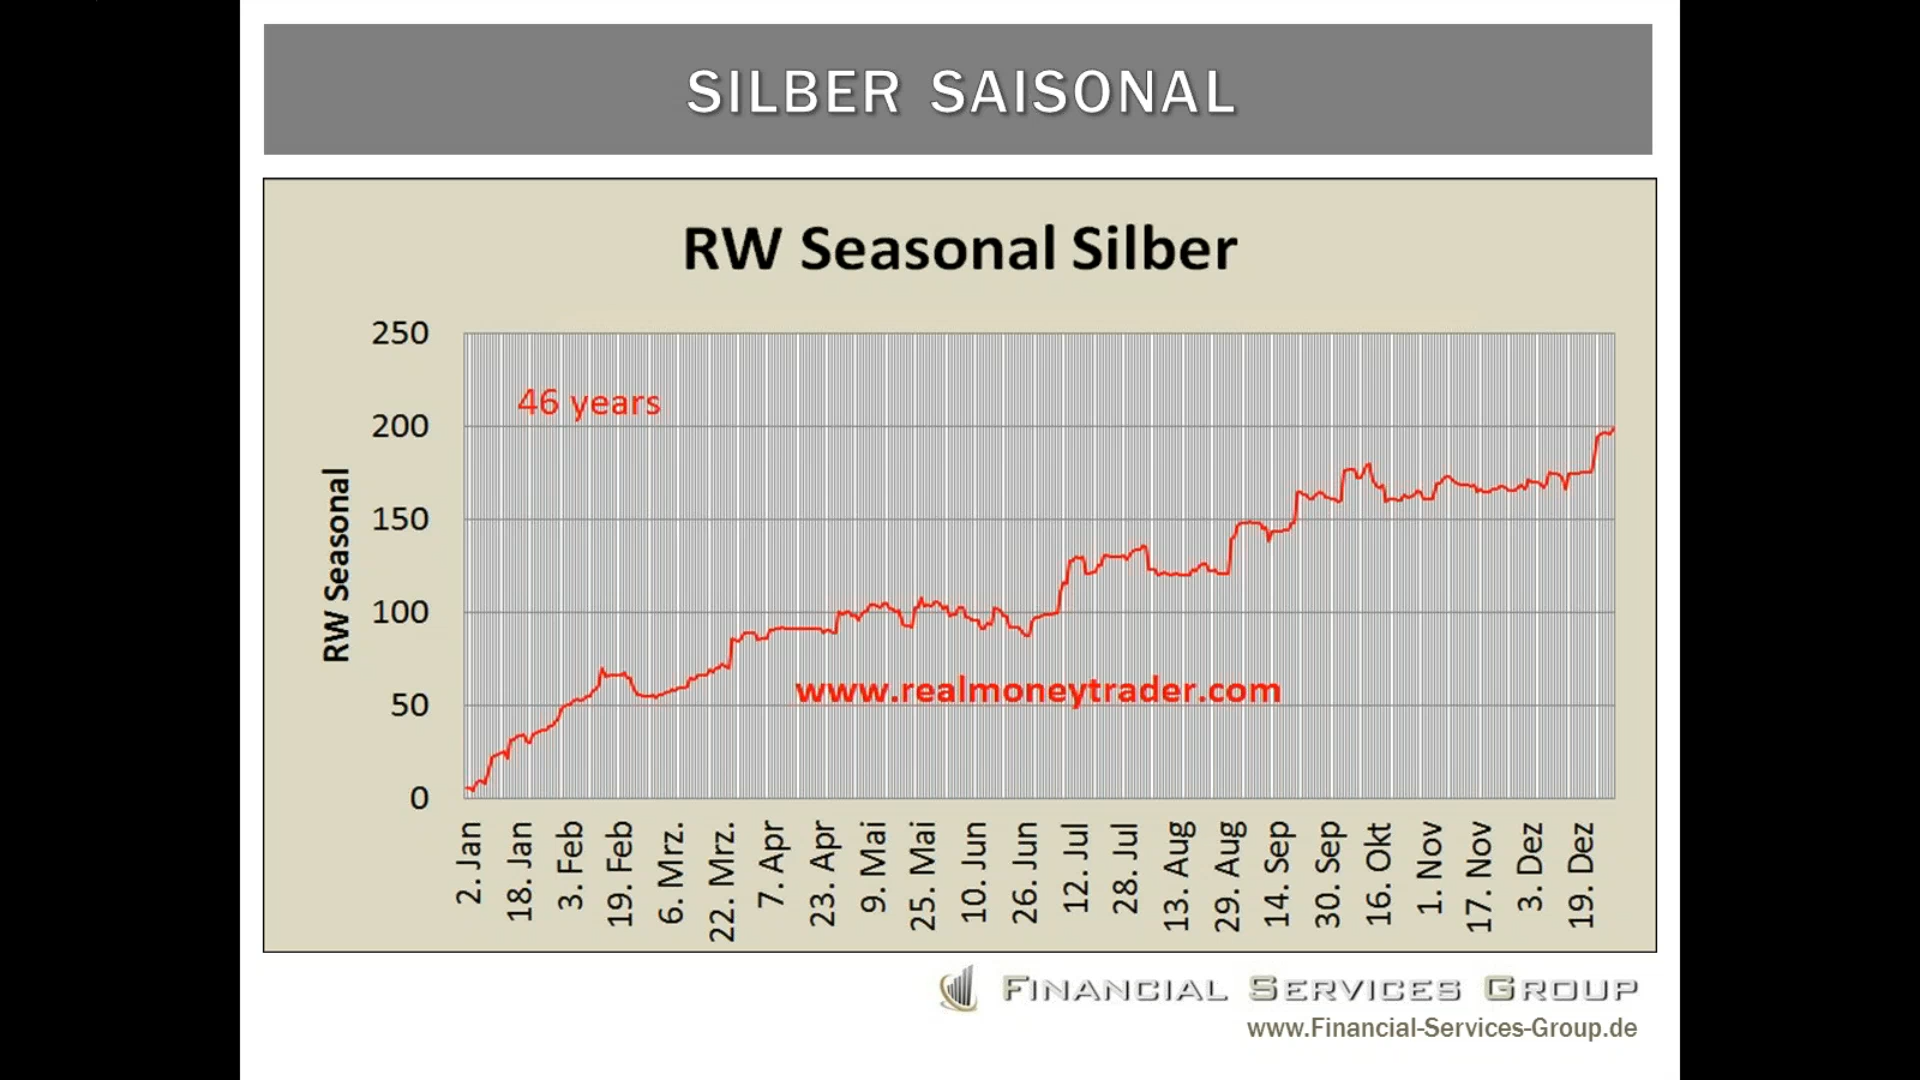 SILBER SAISONAL
RW Seasonal Silber
250
46 years
200
150
100
50
0
RW Seasonal
www.realmoneytrader.com
2. Jan
18. Jan
3. Feb
19. Feb
6. Mrz.
22. Mrz.
7. Apr
23. Apr
9. Mai
25. Mai
10. Jun
26. Jun
12. Jul
28. Jul
13. Aug
29. Aug
14. Sep
30. Sep
16. Okt
1. Nov
17. Nov
3. Dez
19. Dez
FINANCIAL SERVICES GROUP
www.Financial-Services-Group.de